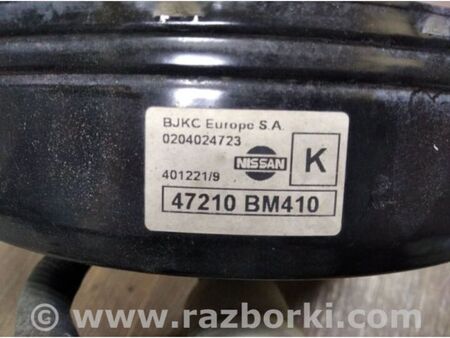 BJKC Europe S.A.
0204024723
NISSAN
K
401221/9
47210 BM410
© www.razborki.com